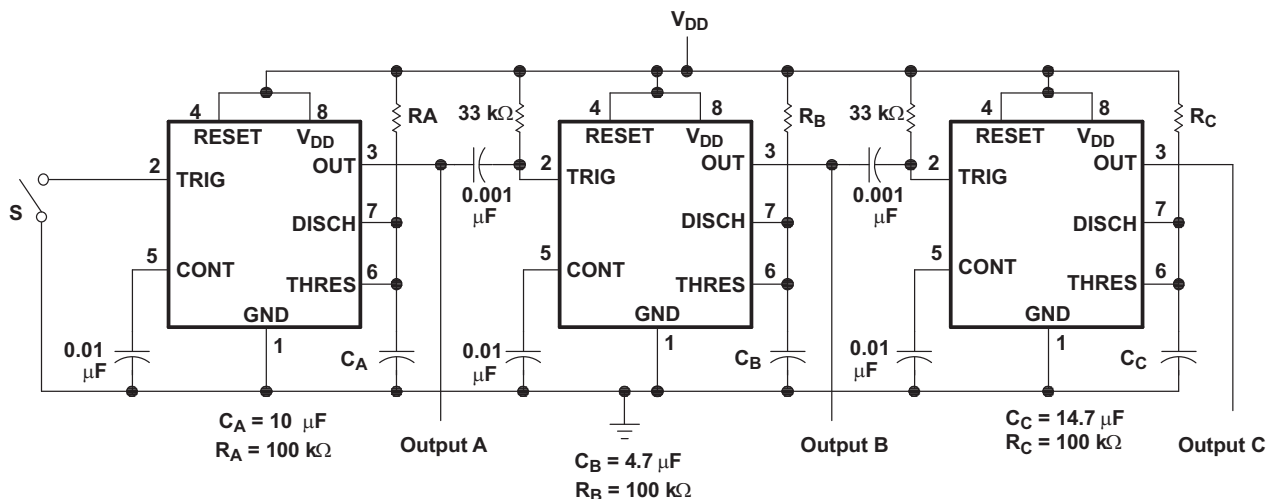 VDD
4
8
RESET
VDD
2
TRIG
OUT
3
DISCH
7
5
CONT
THRES
6
GND
1
S
0.01
μF
RA
CA
33 kΩ
0.001
μF
4
8
RESET
VDD
2
TRIG
OUT
3
DISCH
7
5
CONT
THRES
6
GND
1
0.01
μF
RB
CB
33 kΩ
0.001
μF
4
8
RESET
VDD
2
TRIG
OUT
3
DISCH
7
5
CONT
THRES
6
GND
1
0.01
μF
RC
CC
CA = 10 μF
RA = 100 kΩ
Output A
CB = 4.7 μF
RB = 100 kΩ
Output B
CC = 14.7 μF
RC = 100 kΩ
Output C